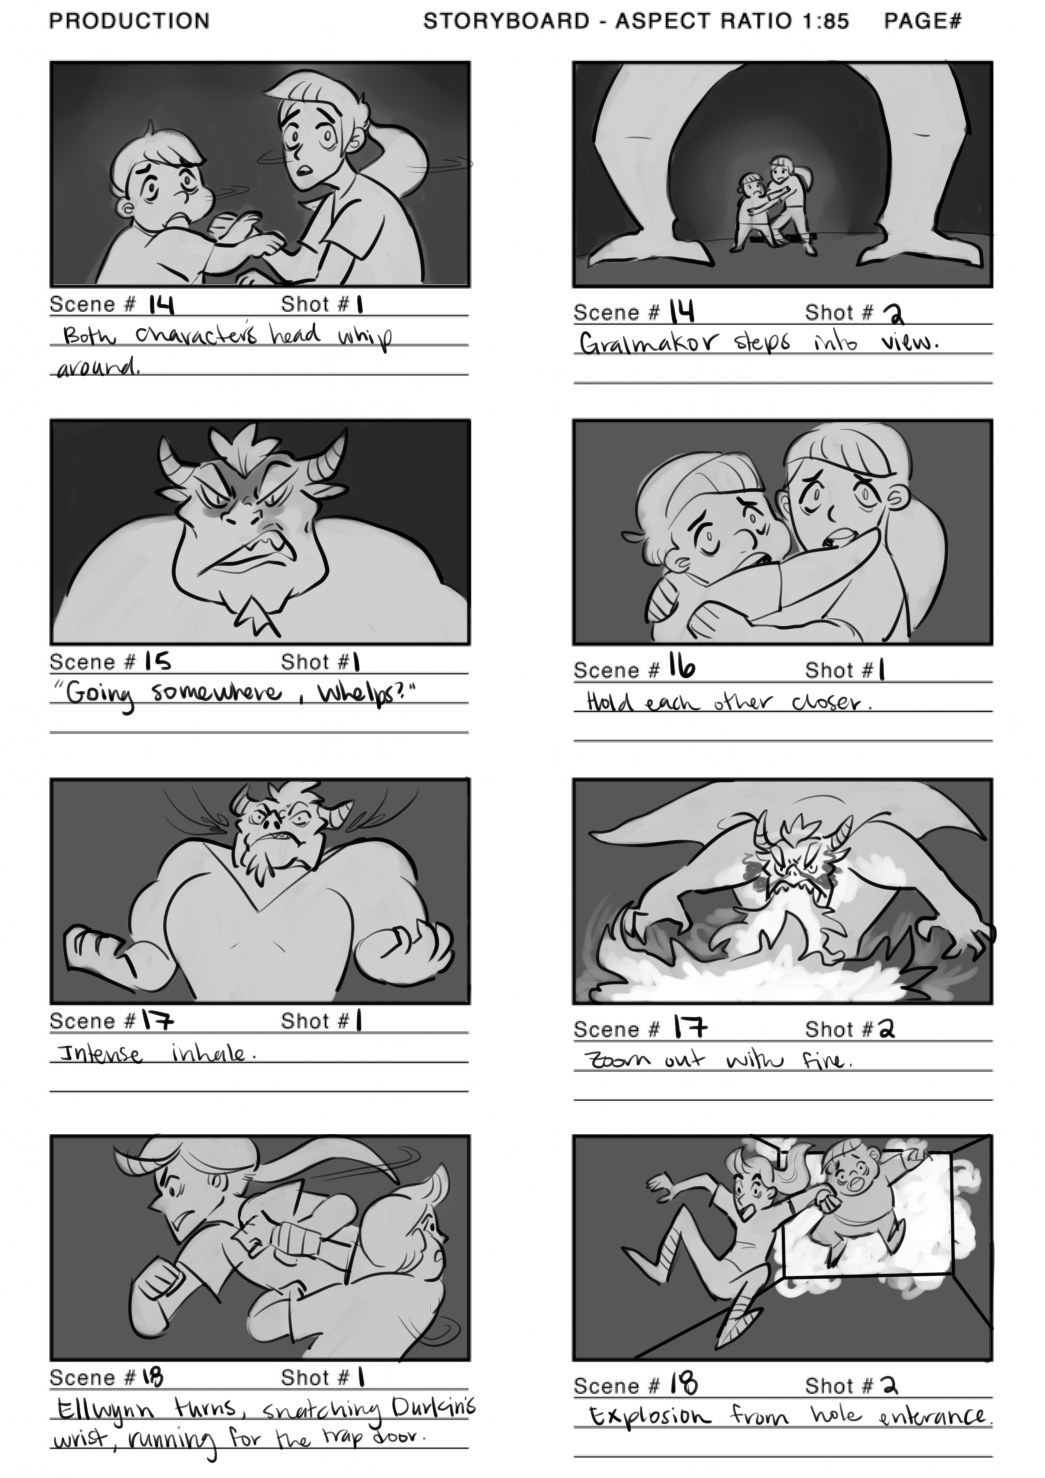 PRODUCTION
STORYBOARD - ASPECT RATIO 1:85 PAGE#
Scene # 14 Shot # 1
Both character's head whip
around.
Scene # 14 Shot # 2
Gralmakor steps into view.
Scene # 15 Shot #1
"Going somewhere, whelps?"
Scene # 16 Shot #1
Hold each other closer.
Scene # 17 Shot #1
Intense inhale.
Scene # 17 Shot #2
Zoom out with fire.
Scene # 18 Shot # 1
Ellwynn turns, snatching Durkin's
wrist, running for the trap door.
Scene # 18 Shot # 2
Explosion from hole enterance.